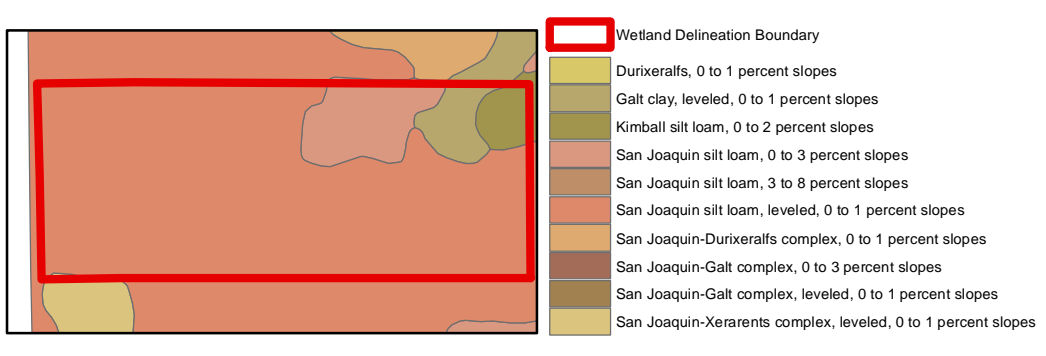 Wetland Delineation Boundary
Durixeralfs, 0 to 1 percent slopes
Galt clay, leveled, 0 to 1 percent slopes
Kimball silt loam, 0 to 2 percent slopes
San Joaquin silt loam, 0 to 3 percent slopes
San Joaquin silt loam, 3 to 8 percent slopes
San Joaquin silt loam, leveled, 0 to 1 percent slopes
San Joaquin-Durixeralfs complex, 0 to 1 percent slopes
San Joaquin-Galt complex, 0 to 3 percent slopes
San Joaquin-Galt complex, leveled, 0 to 1 percent slopes
San Joaquin-Xerarents complex, leveled, 0 to 1 percent slopes